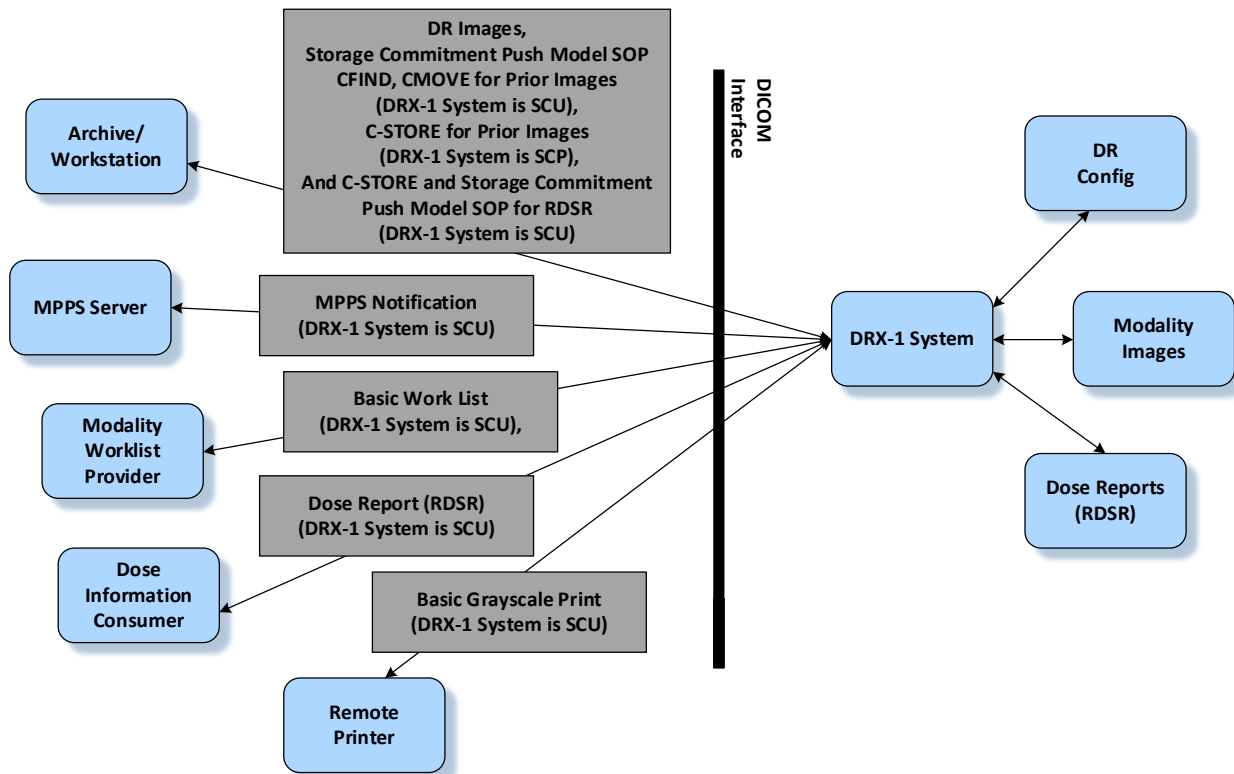 DR Images,
Storage Commitment Push Model SOP
CFIND, CMOVE for Prior Images
(DRX-1 System is SCU),
C-STORE for Prior Images
(DRX-1 System is SCP),
And C-STORE and Storage Commitment
Push Model SOP for RDSR
(DRX-1 System is SCU)
DICOM
Interface
Archive/
Workstation
DR
Config
MPPS Server
MPPS Notification
(DRX-1 System is SCU)
DRX-1 System
Modality
Images
Basic Work List
(DRX-1 System is SCU),
Modality
Worklist
Provider
Dose Report (RDSR)
(DRX-1 System is SCU)
Dose Reports
(RDSR)
Dose
Information
Consumer
Basic Grayscale Print
(DRX-1 System is SCU)
Remote
Printer